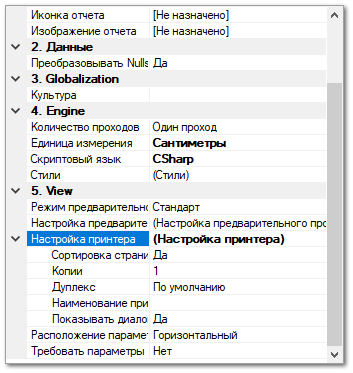 Иконка отчета [Не назначено]
Изображение отчета [Не назначено]
2. Данные
Преобразовывать Nulls Да
3. Globalization
Культура
4. Engine
Количество проходов Один проход
Единица измерения Сантиметры
Скриптовый язык CSharp
Стили (Стили)
5. View
Режим предварительно Стандарт
Настройка предварите (Настройка предварительного про
Настройка принтера (Настройка принтера)
Сортировка страни Да
Копии 1
Дуплекс По умолчанию
Наименование при
Показывать диало Да
Расположение парамет Горизонтальный
Требовать параметры Нет